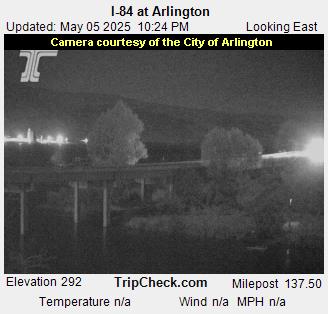 I-84 at Arlington
Updated: May 05 2025 10:24 PM Looking East
Camera courtesy of the City of Arlington
Elevation 292 TripCheck.com Milepost 137.50
Temperature n/a Wind n/a MPH n/a